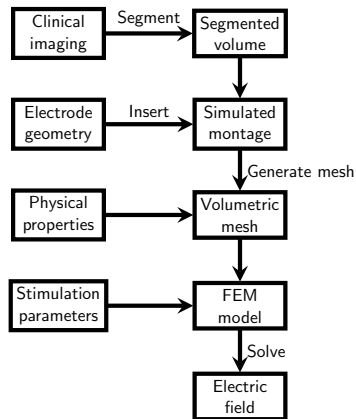 Clinical
imaging
Segment
Segmented
volume
Electrode
geometry
Insert
Simulated
montage
Generate mesh
Physical
properties
Volumetric
mesh
Stimulation
parameters
FEM
model
Solve
Electric
field